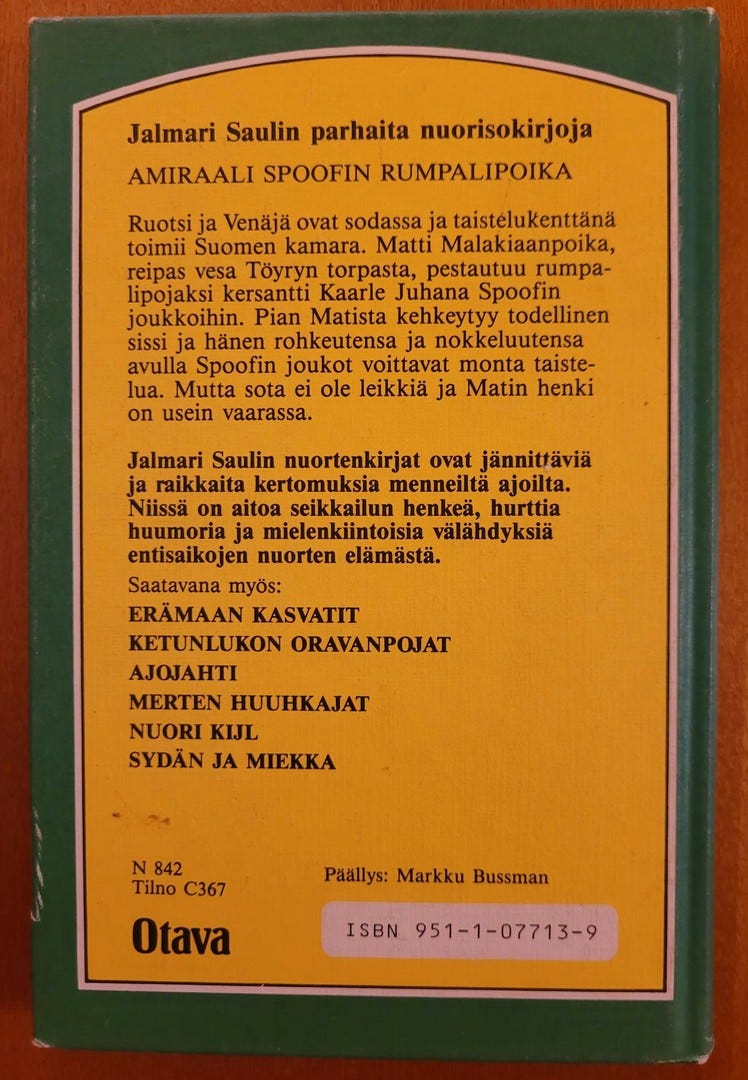 Jalmari Saulin parhaita nuorisokirjoja
AMIRAALI SPOOFIN RUMPALIPOIKA
Ruotsi ja Venäjä ovat sodassa ja taistelukenttänä
toimii Suomen kamara. Matti Malakiaanpoika,
reipas vesa Töyryn torpasta, pestautuu rumpa-
lipojaksi kersantti Kaarle Juhana Spoofin
joukkoihin. Pian Matista kehkeytyy todellinen
sissi ja hänen rohkeutensa ja nokkeluutensa
avulla Spoofin joukot voittavat monta taiste-
lua. Mutta sota ei ole leikkiä ja Matin henki
on usein vaarassa.
Jalmari Saulin nuortenkirjat ovat jännittäviä
ja raikkaita kertomuksia menneiltä ajoilta.
Niissä on aitoa seikkailun henkeä, hurttia
huumoria ja mielenkiintoisia välähdyksiä
entisaikojen nuorten elämästä.
Saatavana myös:
ERÄMAAN KASVATIT
KETUNLUKON ORAVANPOJAT
AJOJAHTI
MERTEN HUUHKAJAT
NUORI KIJL
SYDÄN JA MIEKKA
N 842
Tilno C367
Päällys: Markku Bussman
Otava
ISBN 951-1-07713-9